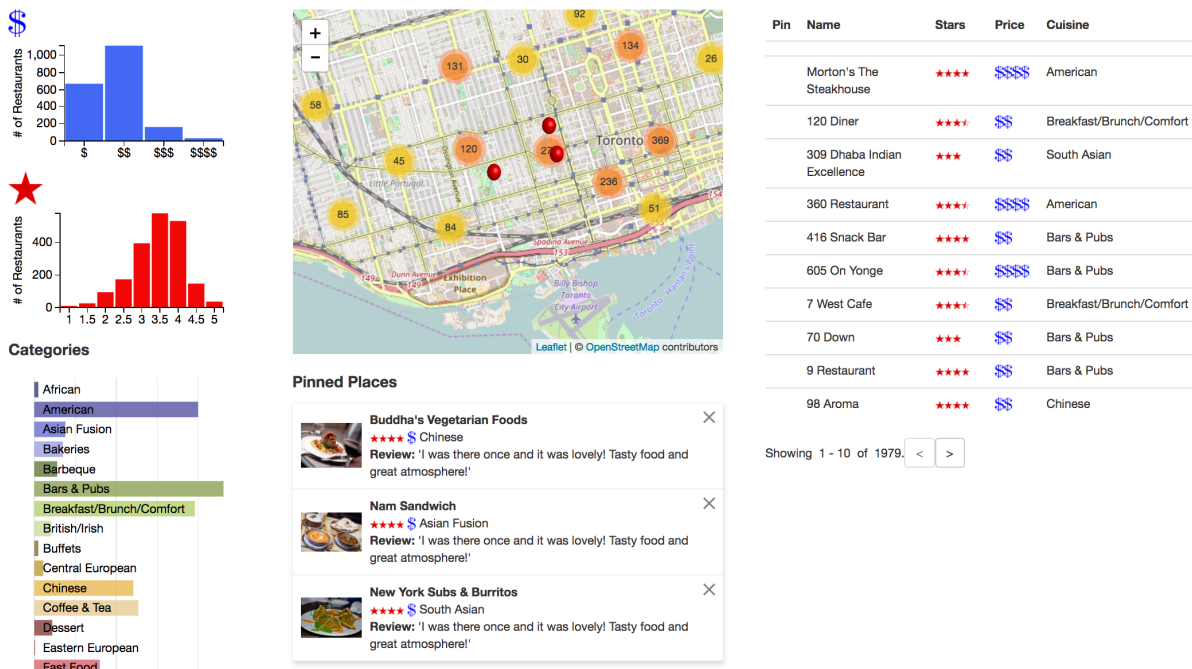 $
# of Restaurants
1,000
800
600
400
200
0
$ $$ $$$ $$$$
# of Restaurants
400
200
0
1 1.5 2 2.5 3 3.5 4 4.5 5
Categories
African
American
Asian Fusion
Bakeries
Barbeque
Bars & Pubs
Breakfast/Brunch/Comfort
British/Irish
Buffets
Central European
Chinese
Coffee & Tea
Dessert
Eastern European
Fast Food
+
−
92
134
131
30
26
58
Toronto
369
120
27
45
Ossington Avenue
Little Portugal
236
154
85
51
84
Spadina Avenue
153
149
Dunn Avenue
149
Exhibition
Place
Billy Bishop
Toronto
City Airport
Toronto - Hanlan's Point
Leaflet | © OpenStreetMap contributors
Pinned Places
Buddha's Vegetarian Foods
$ Chinese
Review: 'I was there once and it was lovely! Tasty food and
great atmosphere!'
Nam Sandwich
$ Asian Fusion
Review: 'I was there once and it was lovely! Tasty food and
great atmosphere!'
New York Subs & Burritos
$ South Asian
Review: 'I was there once and it was lovely! Tasty food and
great atmosphere!'
Pin Name Stars Price Cuisine
Morton's The $$$$ American
Steakhouse
120 Diner $$ Breakfast/Brunch/Comfort
309 Dhaba Indian $$ South Asian
Excellence
360 Restaurant $$$$ American
416 Snack Bar $$ Bars & Pubs
605 On Yonge $$$$ Bars & Pubs
7 West Cafe $$ Breakfast/Brunch/Comfort
70 Down $$ Bars & Pubs
9 Restaurant $$ Bars & Pubs
98 Aroma $$ Chinese
Showing 1 - 10 of 1979. < >